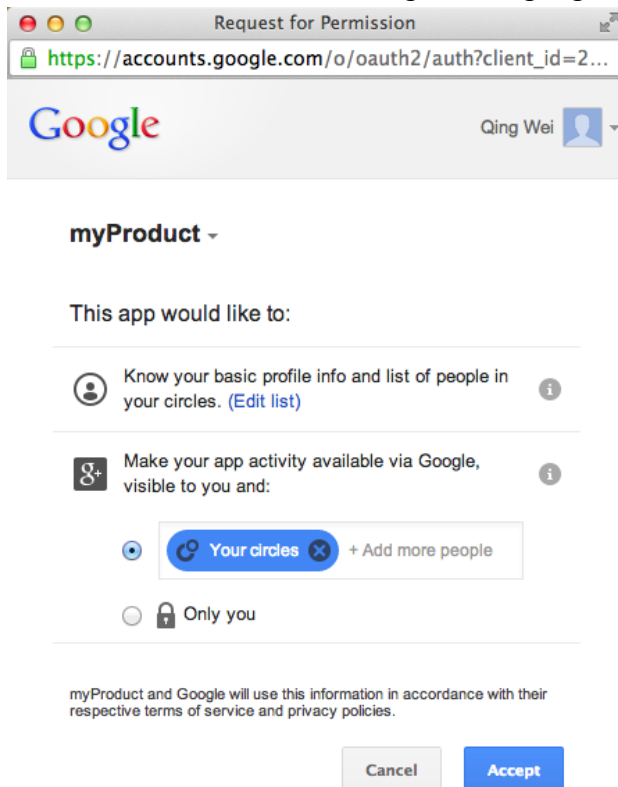 Request for Permission
https://accounts.google.com/o/oauth2/auth?client_id=2...
Google
Qing Wei
myProduct
This app would like to:
Know your basic profile info and list of people in
your circles. (Edit list)
i
g+
Make your app activity available via Google,
visible to you and:
i
Your circles
+ Add more people
Only you
myProduct and Google will use this information in accordance with their
respective terms of service and privacy policies.
Cancel
Accept